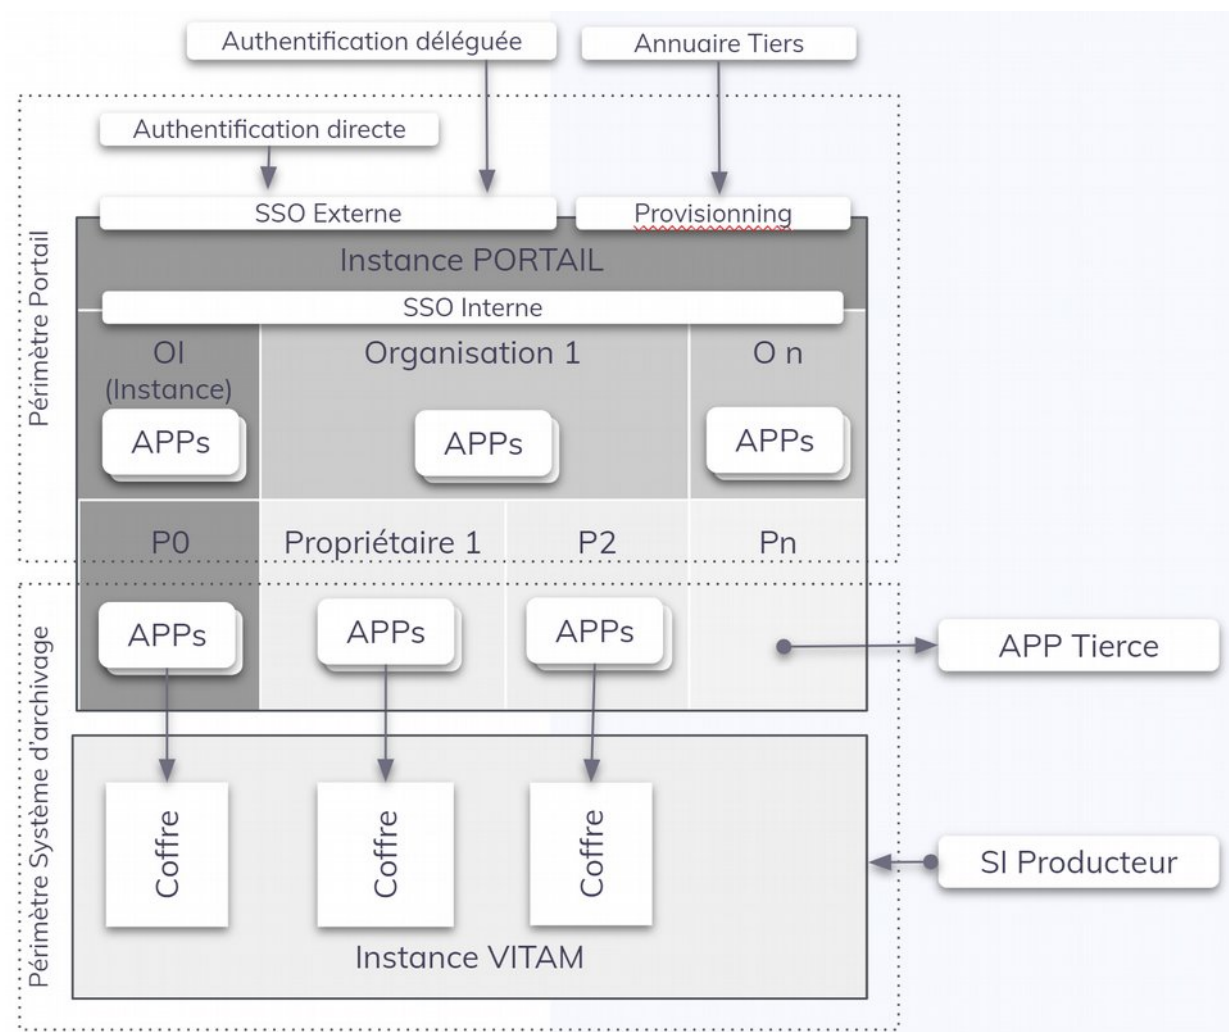 Authentification déléguée
Annuaire Tiers
Authentification directe
SSO Externe
Provisionning
Périmètre Portail
Instance PORTAIL
SSO Interne
OI
(Instance)
Organisation 1
O n
APPs
APPs
APPs
P0
Propriétaire 1
P2
Pn
Périmètre Système d'archivage
APPs
APPs
APPs
APP Tierce
Coffre
Coffre
Coffre
SI Producteur
Instance VITAM